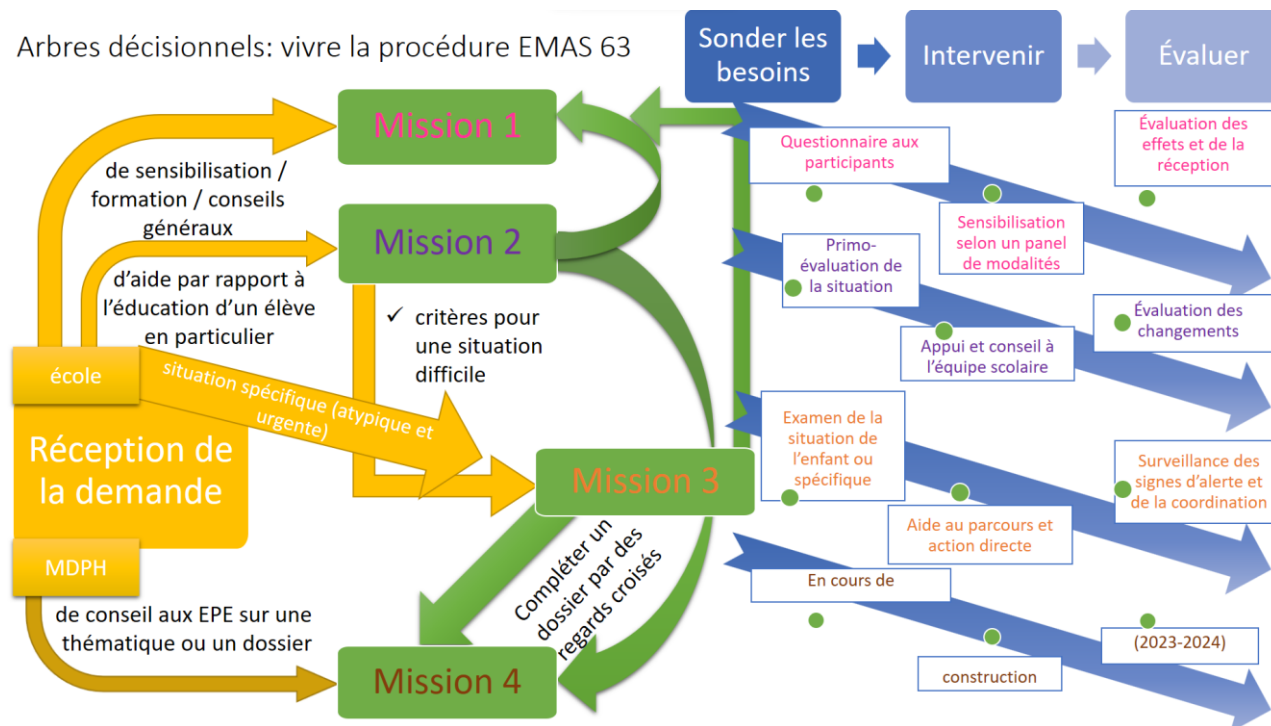 Arbres décisionnels: vivre la procédure EMAS 63
Sonder les
besoins
Intervenir
Évaluer
Mission 1
de sensibilisation /
formation / conseils
généraux
Mission 2
d'aide par rapport à
l'éducation d'un élève
en particulier
✓ critères pour
une situation
difficile
école
situation spécifique (atypique et
urgente)
Réception de
la demande
Mission 3
MDPH
de conseil aux EPE sur une
thématique ou un dossier
Compléter un
dossier par des
regards croisés
Mission 4
Questionnaire aux
participants
Sensibilisation
selon un panel
de modalités
Évaluation des
effets et de la
réception
Primo-
évaluation de
la situation
Appui et conseil à
l'équipe scolaire
Évaluation des
changements
Examen de la
situation de
l'enfant ou
spécifique
Aide au parcours et
action directe
Surveillance des
signes d'alerte et
de la coordination
En cours de
construction
(2023-2024)